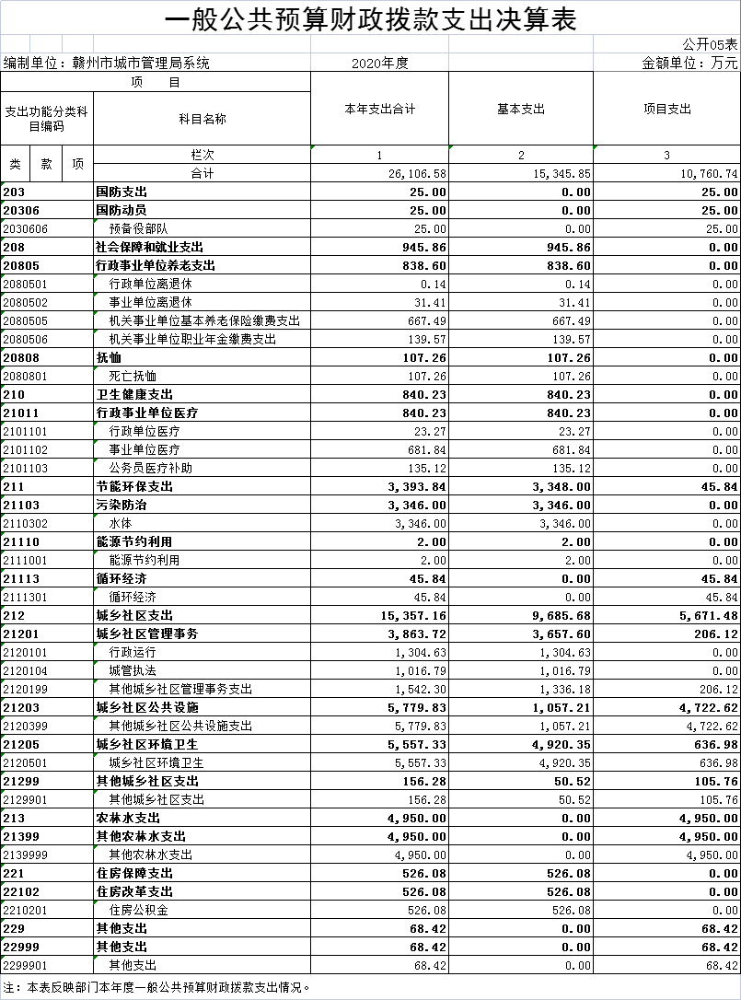 一般公共预算财政拨款支出决算表
公开05表
编制单位：赣州市城市管理局系统 2020年度 金额单位：万元
项 目 本年支出合计 基本支出 项目支出
支出功能分类科目编码 科目名称
类 款 项 栏次 1 2 3
合计 26,106.58 15,345.85 10,760.74
203 国防支出 25.00 0.00 25.00
20306 国防动员 25.00 0.00 25.00
2030606 预备役部队 25.00 0.00 25.00
208 社会保障和就业支出 945.86 945.86 0.00
20805 行政事业单位养老支出 838.60 838.60 0.00
2080501 行政单位离退休 0.14 0.14 0.00
2080502 事业单位离退休 31.41 31.41 0.00
2080505 机关事业单位基本养老保险缴费支出 667.49 667.49 0.00
2080506 机关事业单位职业年金缴费支出 139.57 139.57 0.00
20808 抚恤 107.26 107.26 0.00
2080801 死亡抚恤 107.26 107.26 0.00
210 卫生健康支出 840.23 840.23 0.00
21011 行政事业单位医疗 840.23 840.23 0.00
2101101 行政单位医疗 23.27 23.27 0.00
2101102 事业单位医疗 681.84 681.84 0.00
2101103 公务员医疗补助 135.12 135.12 0.00
211 节能环保支出 3,393.84 3,348.00 45.84
21103 污染防治 3,346.00 3,346.00 0.00
2110302 水体 3,346.00 3,346.00 0.00
21110 能源节约利用 2.00 2.00 0.00
2111001 能源节约利用 2.00 2.00 0.00
21113 循环经济 45.84 0.00 45.84
2111301 循环经济 45.84 0.00 45.84
212 城乡社区支出 15,357.16 9,685.68 5,671.48
21201 城乡社区管理事务 3,863.72 3,657.60 206.12
2120101 行政运行 1,304.63 1,304.63 0.00
2120104 城管执法 1,016.79 1,016.79 0.00
2120199 其他城乡社区管理事务支出 1,542.30 1,336.18 206.12
21203 城乡社区公共设施 5,779.83 1,057.21 4,722.62
2120399 其他城乡社区公共设施支出 5,779.83 1,057.21 4,722.62
21205 城乡社区环境卫生 5,557.33 4,920.35 636.98
2120501 城乡社区环境卫生 5,557.33 4,920.35 636.98
21299 其他城乡社区支出 156.28 50.52 105.76
2129901 其他城乡社区支出 156.28 50.52 105.76
213 农林水支出 4,950.00 0.00 4,950.00
21399 其他农林水支出 4,950.00 0.00 4,950.00
2139999 其他农林水支出 4,950.00 0.00 4,950.00
221 住房保障支出 526.08 526.08 0.00
22102 住房改革支出 526.08 526.08 0.00
2210201 住房公积金 526.08 526.08 0.00
229 其他支出 68.42 0.00 68.42
22999 其他支出 68.42 0.00 68.42
2299901 其他支出 68.42 0.00 68.42
注：本表反映部门本年度一般公共预算财政拨款支出情况。